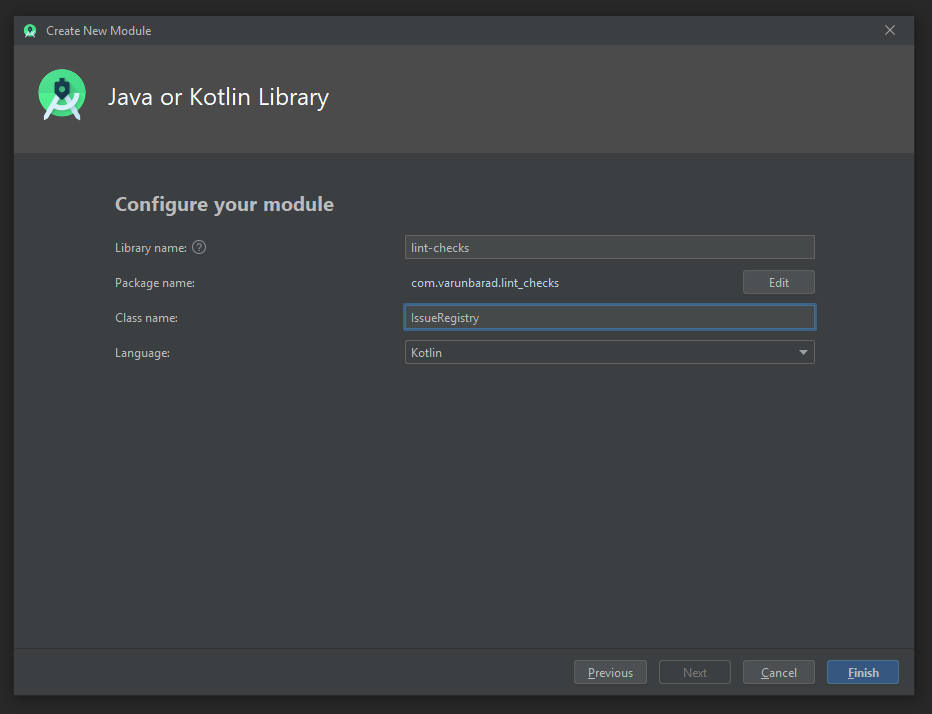 Create New Module
Java or Kotlin Library
Configure your module
Library name: ? lint-checks
Package name: com.varunbarad.lint_checks Edit
Class name: IssueRegistry
Language: Kotlin
Previous Next Cancel Finish